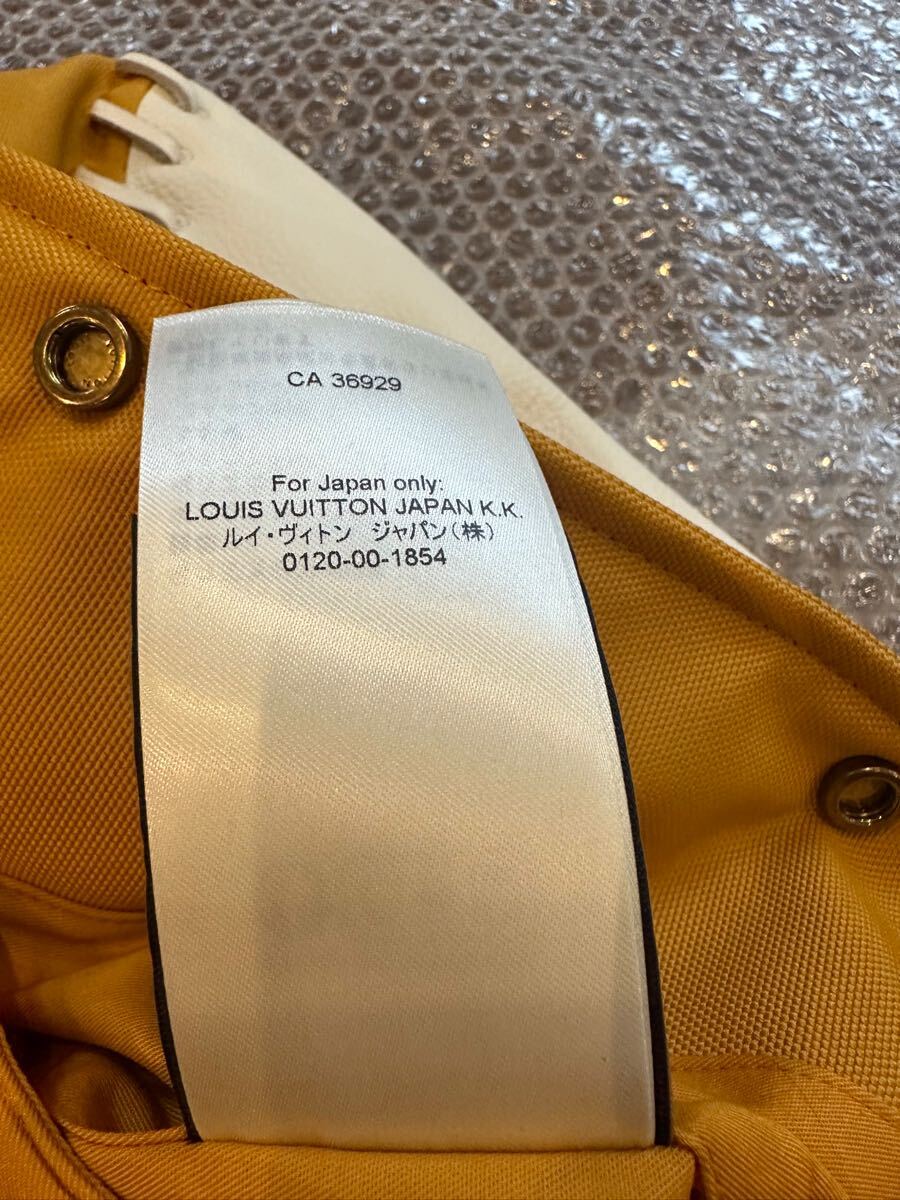 CA 36929
For Japan only:
LOUIS VUITTON JAPAN K.K.
ルイ・ヴィトン ジャパン(株)
0120-00-1854